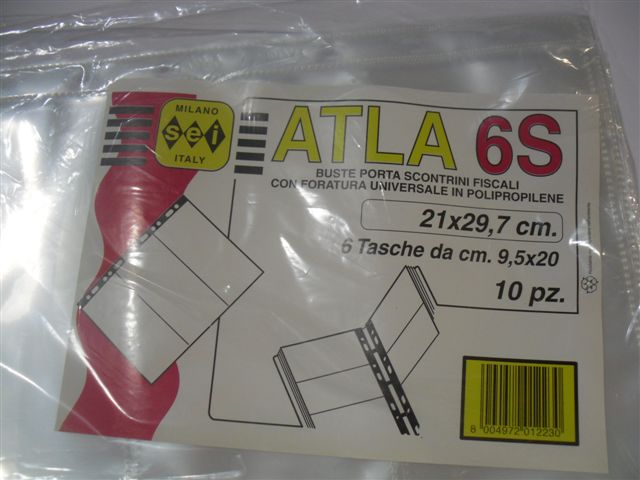 MILANO
sei
ITALY
ATLA 6S
BUSTE PORTA SCONTRINI FISCALI
CON FORATURA UNIVERSALE IN POLIPROPILENE
21x29,7 cm.
6 Tasche da cm. 9,5x20
10 pz.
8 004972 012230